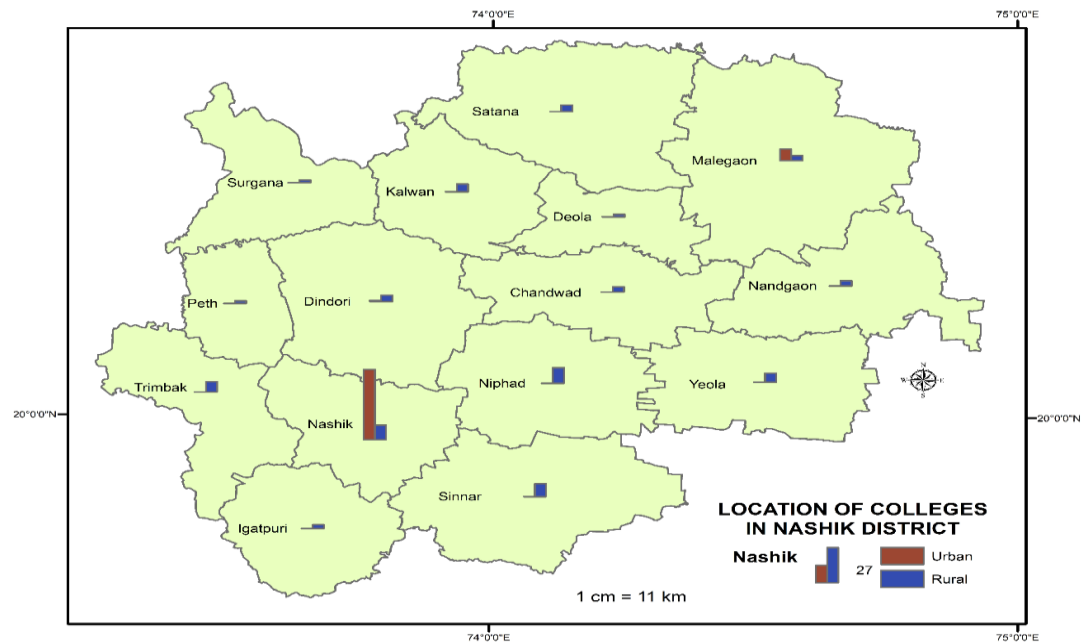 74°0'0"E
75°0'0"E
Satana
Malegaon
Surgana
Kalwan
Deola
Nandgaon
Chandwad
Peth
Dindori
Trimbak
Niphad
Yeola
N
W
E
S
20°0'0"N
20°0'0"N
Nashik
Sinnar
Igatpuri
LOCATION OF COLLEGES
IN NASHIK DISTRICT
Nashik
27
Urban
Rural
1 cm = 11 km
74°0'0"E
75°0'0"E